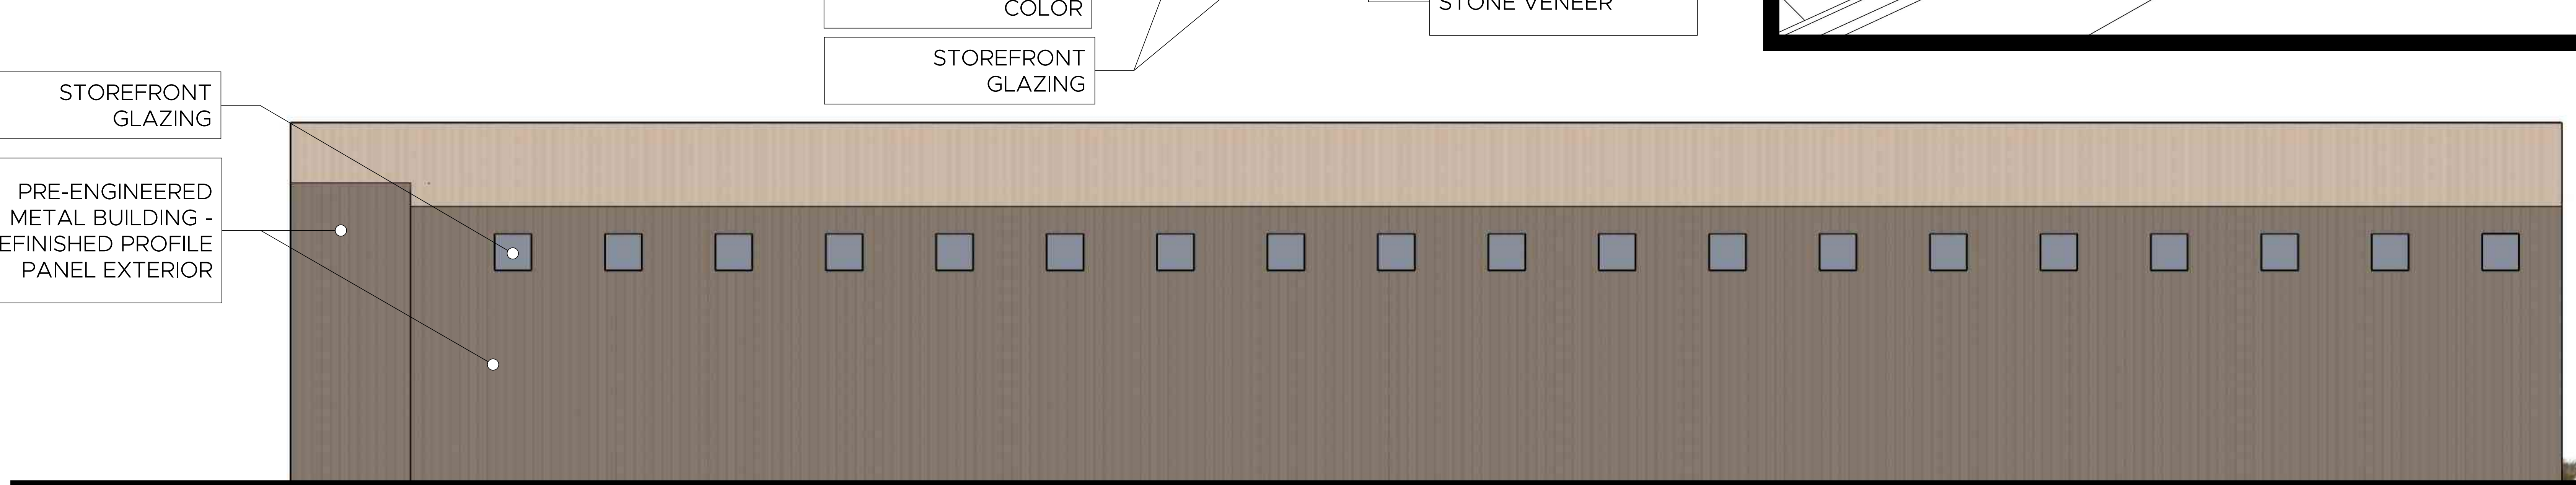 COLOR
STONE VENEER
STOREFRONT
GLAZING
STOREFRONT
GLAZING
PRE-ENGINEERED
METAL BUILDING -
EFINISHED PROFILE
PANEL EXTERIOR